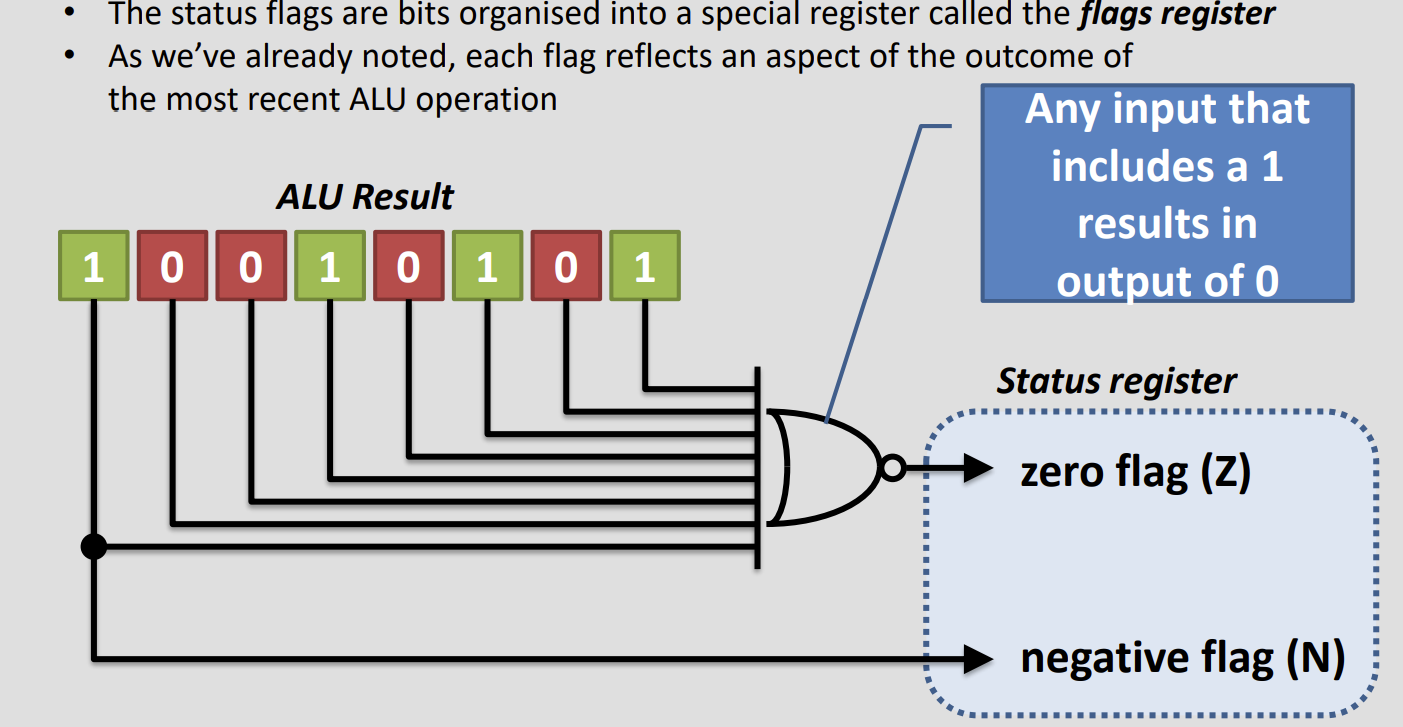 • The status flags are bits organised into a special register called the flags register
• As we’ve already noted, each flag reflects an aspect of the outcome of
the most recent ALU operation
Any input that
includes a 1
results in
output of 0
ALU Result
1 0 0 1 0 1 0 1
Status register
zero flag (Z)
negative flag (N)